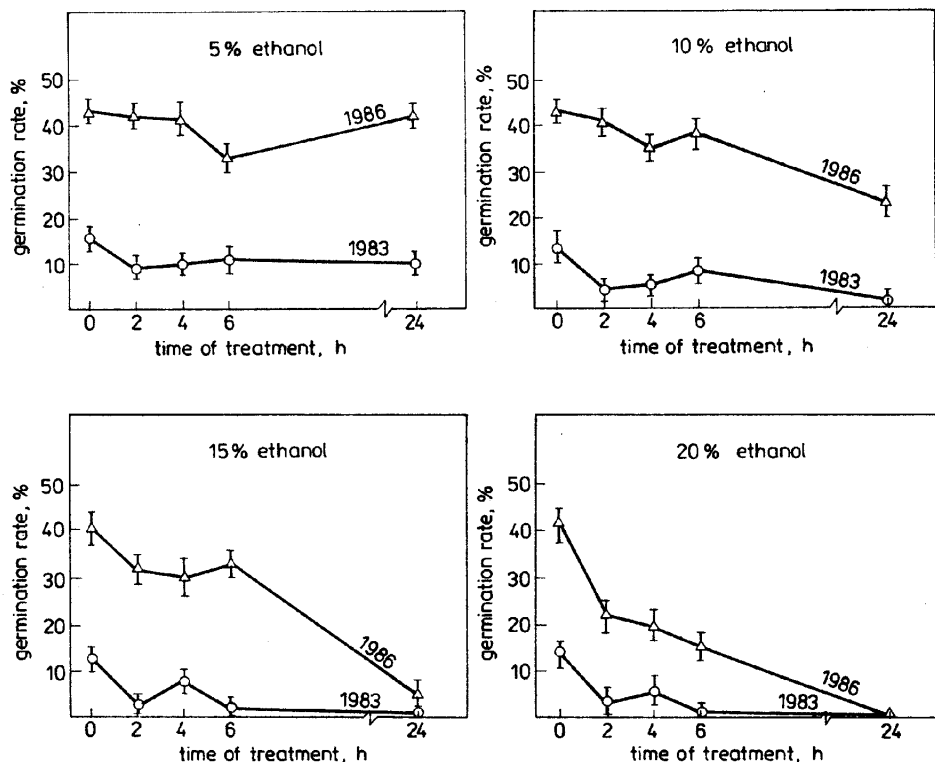 5% ethanol
germination rate, %
50
40
30
20
10
1986
1983
0 2 4 6 24
time of treatment, h
10% ethanol
germination rate, %
50
40
30
20
10
1986
1983
0 2 4 6 24
time of treatment, h
15% ethanol
germination rate, %
50
40
30
20
10
1986
1983
0 2 4 6 24
time of treatment, h
20% ethanol
germination rate, %
50
40
30
20
10
1986
1983
0 2 4 6 24
time of treatment, h